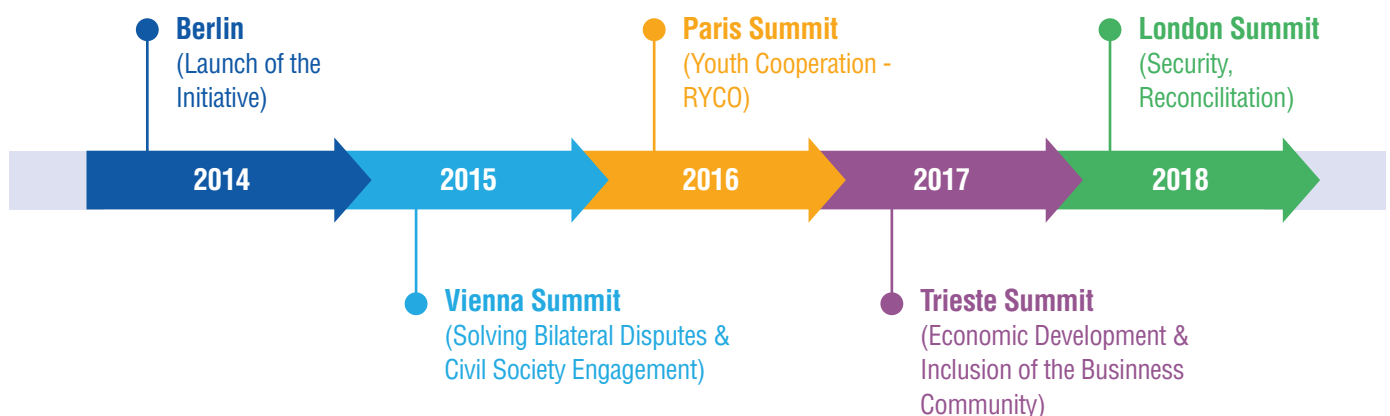 Berlin
(Launch of the
Initiative)
Paris Summit
(Youth Cooperation -
RYCO)
London Summit
(Security,
Reconcilitation)
2014
2015
2016
2017
2018
Vienna Summit
(Solving Bilateral Disputes &
Civil Society Engagement)
Trieste Summit
(Economic Development &
Inclusion of the Businness
Community)